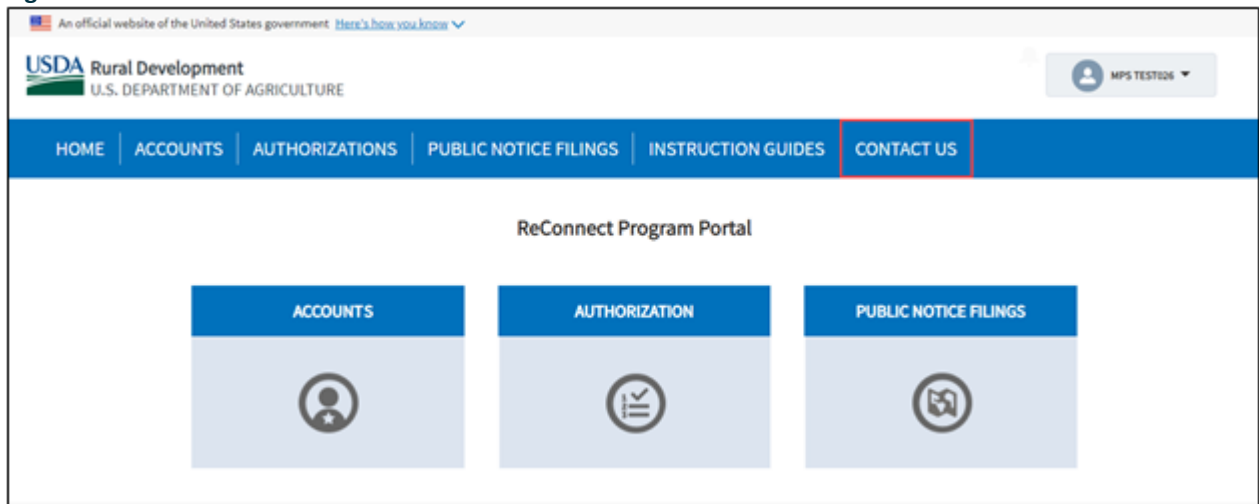 An official website of the United States government Here's how you know
USDA Rural Development
U.S. DEPARTMENT OF AGRICULTURE
MPS TEST026
HOME ACCOUNTS AUTHORIZATIONS PUBLIC NOTICE FILINGS INSTRUCTION GUIDES CONTACT US
ReConnect Program Portal
ACCOUNTS AUTHORIZATION PUBLIC NOTICE FILINGS